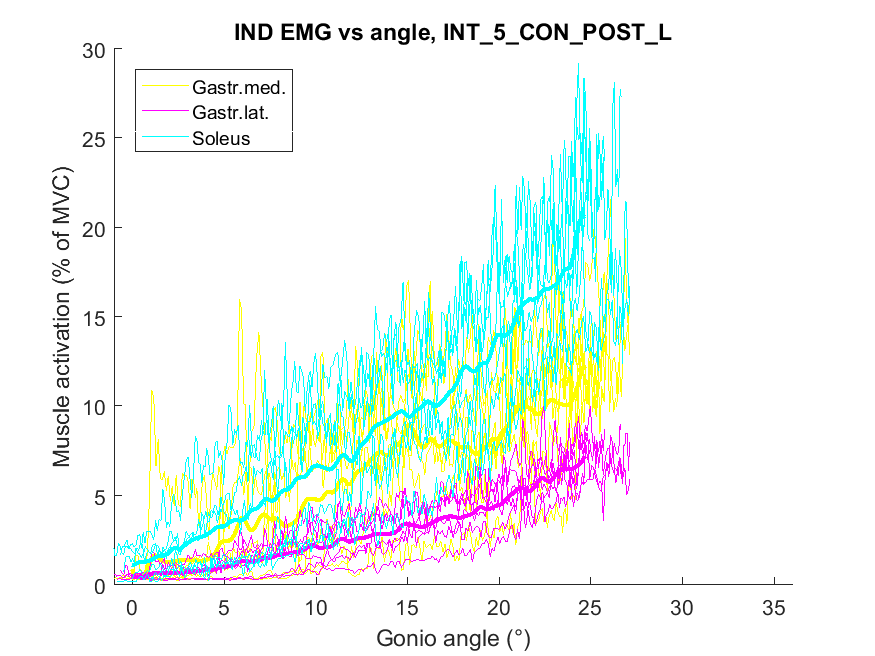 IND EMG vs angle, INT_5_CON_POST_L
30
25
20
15
10
5
0
Muscle activation (% of MVC)
Gastr.med.
Gastr.lat.
Soleus
0 5 10 15 20 25 30 35
Gonio angle (°)